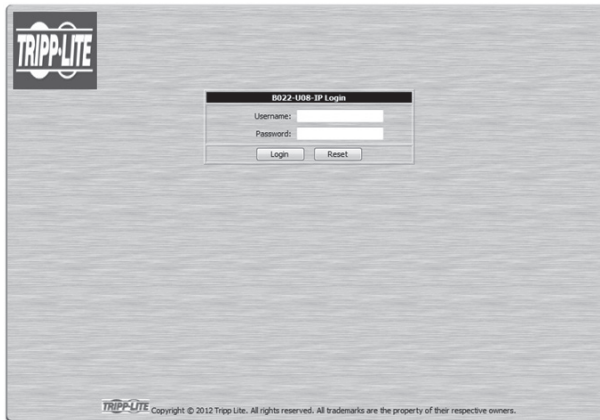 TRIPP·LITE
B022-U08-IP Login
Username:
Password:
Login Reset
TRIPP·LITE Copyright © 2012 Tripp Lite. All rights reserved. All trademarks are the property of their respective owners.